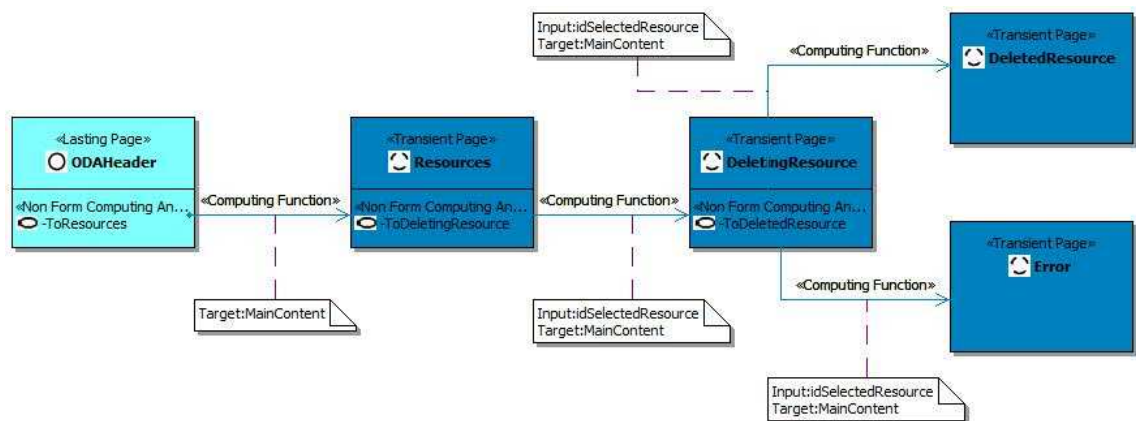 Input:idSelectedResource
Target:MainContent
«Computing Function»
«Transient Page»
DeletedResource
«Lasting Page»
ODAHeader
«Non Form Computing An...
-ToResources
«Computing Function»
Target:MainContent
«Transient Page»
Resources
«Non Form Computing An...
-ToDeletingResource
«Computing Function»
Input:idSelectedResource
Target:MainContent
«Transient Page»
DeletingResource
«Non Form Computing An...
-ToDeletedResource
«Computing Function»
Input:idSelectedResource
Target:MainContent
«Transient Page»
Error